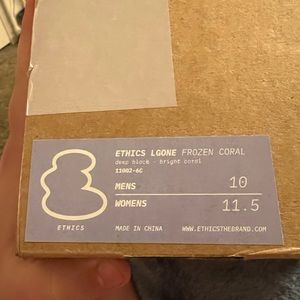 ETHICS LGONE FROZEN CORAL
deep block - bright coral
11002-6C
MENS 10
WOMENS 11.5
ETHICS
MADE IN CHINA WWW.ETHICSTHEBRAND.COM